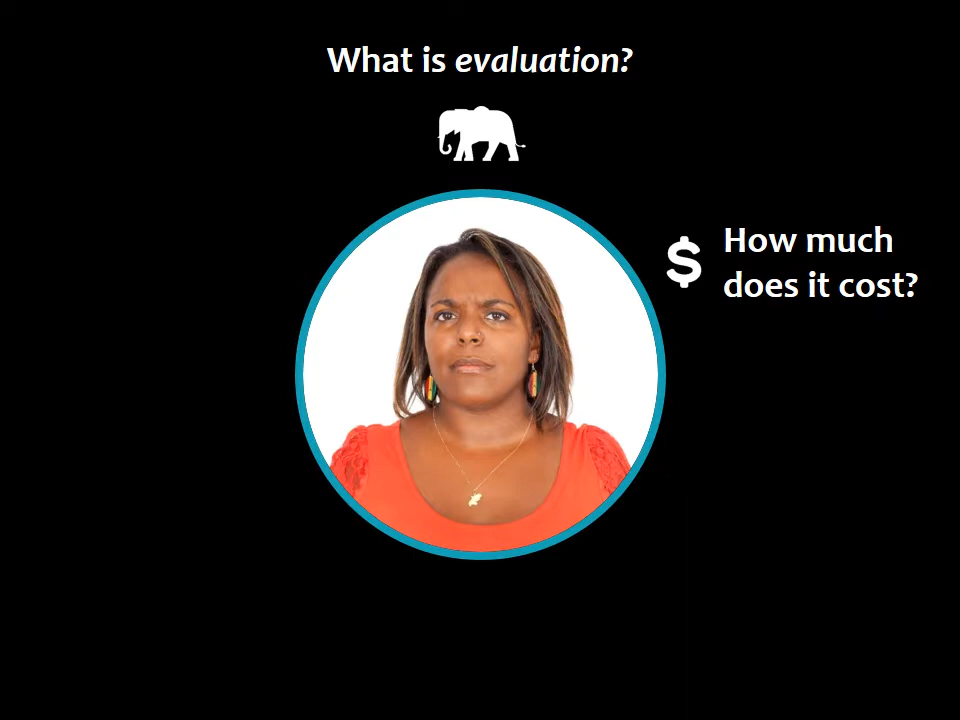 What is evaluation?
$ How much
does it cost?